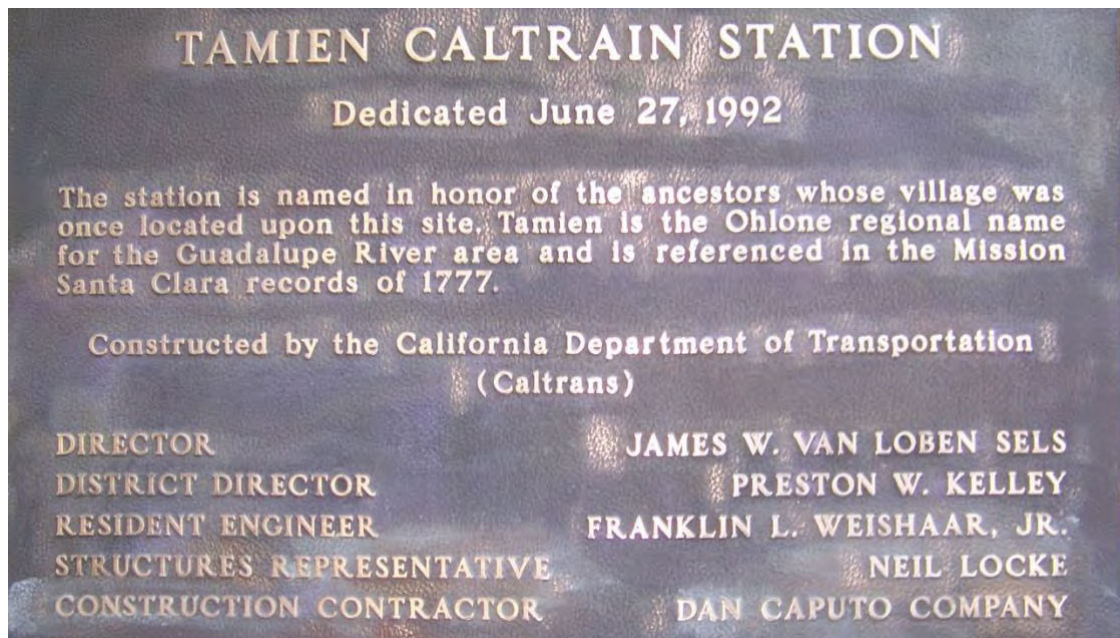 TAMIEN CALTRAIN STATION
Dedicated June 27, 1992
The station is named in honor of the ancestors whose village was
once located upon this site. Tamien is the Ohlone regional name
for the Guadalupe River area and is referenced in the Mission
Santa Clara records of 1777.
Constructed by the California Department of Transportation
(Caltrans)
DIRECTOR JAMES W. VAN LOBEN SELS
DISTRICT DIRECTOR PRESTON W. KELLEY
RESIDENT ENGINEER FRANKLIN L. WEISHAAR, JR.
STRUCTURES REPRESENTATIVE NEIL LOCKE
CONSTRUCTION CONTRACTOR DAN CAPUTO COMPANY